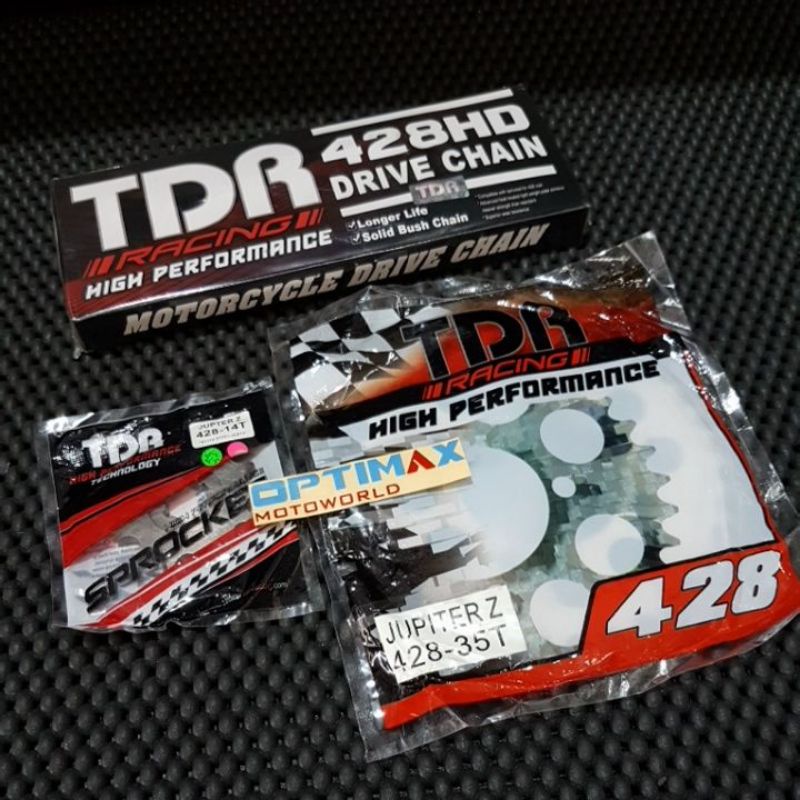 TDR
RACING
HIGH PERFORMANCE
428HD
DRIVE CHAIN
TDR
Longer Life
Solid Bush Chain
MOTORCYCLE DRIVE CHAIN
TDR
RACING
HIGH PERFORMANCE
JUPITER Z
428-35T
428
TDR
HIGH PERFORMANCE
TECHNOLOGY
JUPITER Z
428-14T
SPROCKE
OPTIMAX
MOTOWORLD